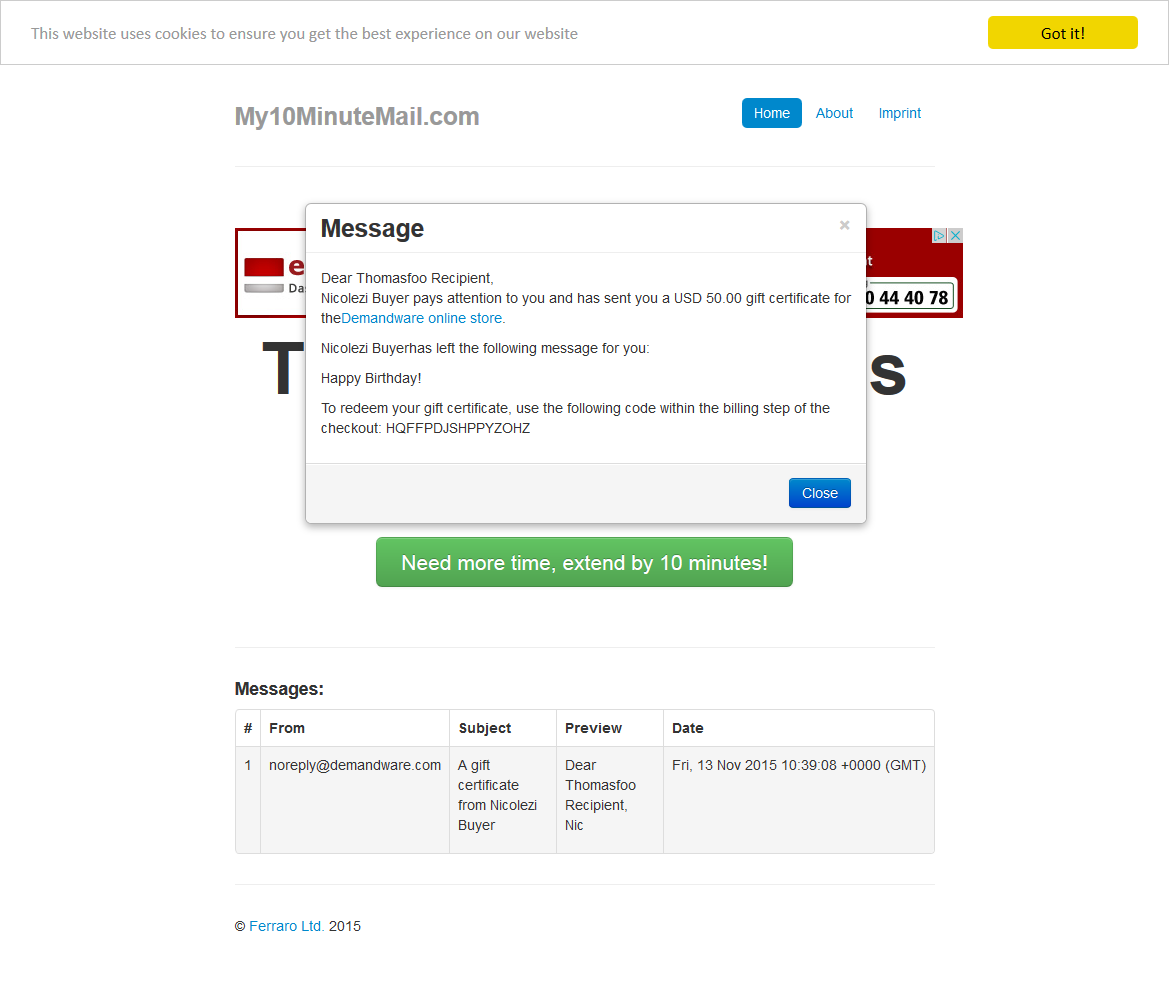 This website uses cookies to ensure you get the best experience on our website
Got it!
My10MinuteMail.com
Home
About
Imprint
Message
×
Dear Thomasfoo Recipient,
Nicolezi Buyer pays attention to you and has sent you a USD 50.00 gift certificate for
theDemandware online store.
Nicolezi Buyerhas left the following message for you:
Happy Birthday!
To redeem your gift certificate, use the following code within the billing step of the
checkout: HQFFPDJSHPPYZOHZ
Close
0 44 40 78
Need more time, extend by 10 minutes!
Messages:
# From Subject Preview Date
1 noreply@demandware.com A gift Dear Fri, 13 Nov 2015 10:39:08 +0000 (GMT)
certificate Thomasfoo
from Nicolezi Recipient,
Buyer Nic
© Ferraro Ltd. 2015